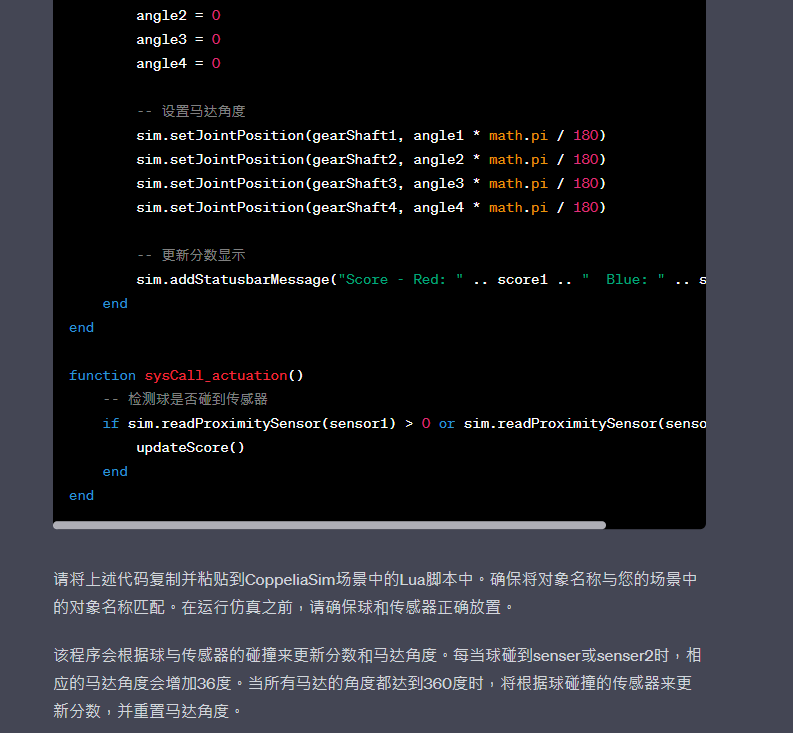 angle2 = 0
angle3 = 0
angle4 = 0
-- 设置马达角度
sim.setJointPosition(gearShaft1, angle1 * math.pi / 180)
sim.setJointPosition(gearShaft2, angle2 * math.pi / 180)
sim.setJointPosition(gearShaft3, angle3 * math.pi / 180)
sim.setJointPosition(gearShaft4, angle4 * math.pi / 180)
-- 更新分数显示
sim.addStatusbarMessage("Score - Red: " .. score1 .. "  Blue: " .. s
end
end
function sysCall_actuation()
-- 检测球是否碰到传感器
if sim.readProximitySensor(sensor1) > 0 or sim.readProximitySensor(senso
updateScore()
end
end
请将上述代码复制并粘贴到CoppeliaSim场景中的Lua脚本中。确保将对象名称与您的场景中
的对象名称匹配。在运行仿真之前，请确保球和传感器正确放置。
该程序会根据球与传感器的碰撞来更新分数和马达角度。每当球碰到senser或senser2时，相
应的马达角度会增加36度。当所有马达的角度都达到360度时，将根据球碰撞的传感器来更
新分数，并重置马达角度。